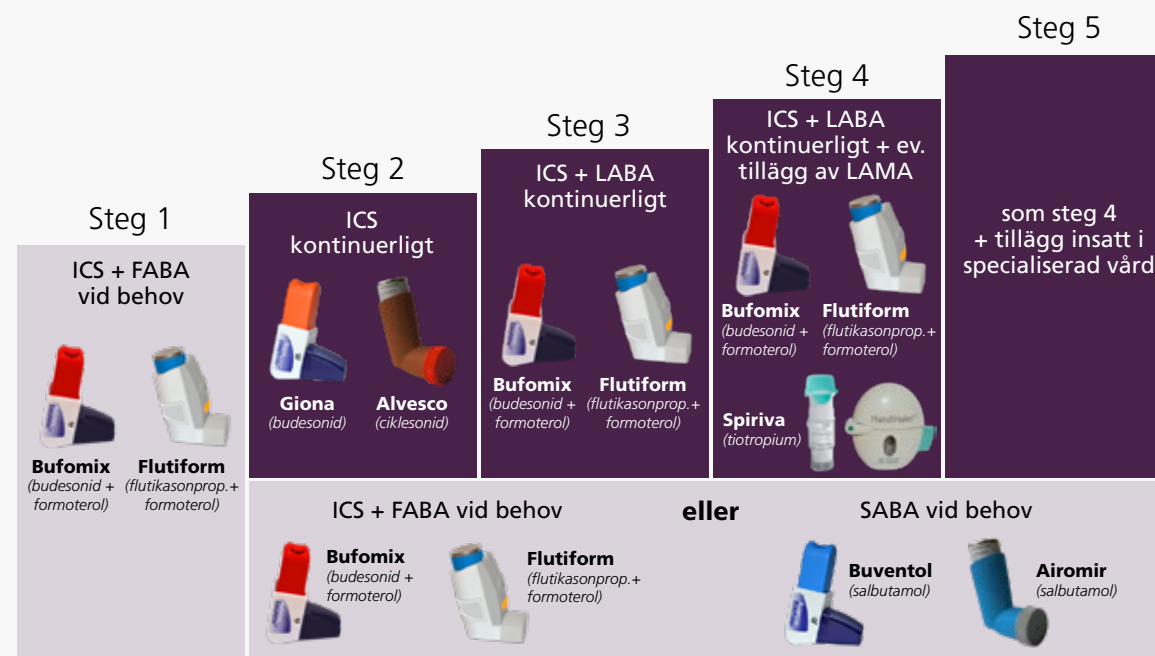 Steg 1
ICS + FABA
vid behov
Bufomix
(budesonid +
formoterol)
Flutiform
(flutikasonprop.+
formoterol)
Steg 2
ICS
kontinuerligt
Giona
(budesonid)
Alvesco
(ciklesonid)
Steg 3
ICS + LABA
kontinuerligt
Bufomix
(budesonid +
formoterol)
Flutiform
(flutikasonprop.+
formoterol)
Steg 4
ICS + LABA
kontinuerligt + ev.
tillägg av LAMA
Bufomix
(budesonid +
formoterol)
Flutiform
(flutikasonprop.+
formoterol)
Spiriva
(tiotropium)
HandiHaler
Steg 5
som steg 4
+ tillägg insatt i
specialiserad vård
ICS + FABA vid behov
Bufomix
(budesonid +
formoterol)
Flutiform
(flutikasonprop.+
formoterol)
eller
SABA vid behov
Buventol
(salbutamol)
Airomir
(salbutamol)